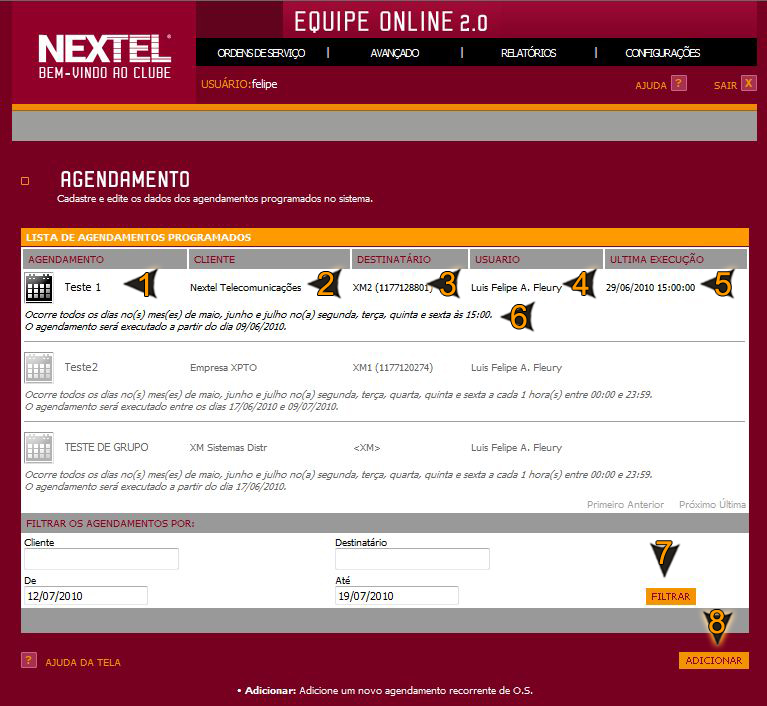 EQUIPE ONLINE 2.0
NEXTEL
BEM-VINDO AO CLUBE
ORDENS DE SERVIÇO | AVANÇADO | RELATÓRIOS | CONFIGURAÇÕES
USUÁRIO:felipe
AJUDA ? SAIR X
AGENDAMENTO
Cadastre e edite os dados dos agendamentos programados no sistema.
LISTA DE AGENDAMENTOS PROGRAMADOS
AGENDAMENTO CLIENTE DESTINATÁRIO USUARIO ULTIMA EXECUÇÃO
Teste 1 1 Nextel Telecomunicações 2 XM2 (1177128801) 3 Luis Felipe A. Fleury 4 29/06/2010 15:00:00 5
Ocorre todos os dias no(s) mes(es) de maio, junho e julho no(a) segunda, terça, quinta e sexta às 15:00. 6
O agendamento será executado a partir do dia 09/06/2010.
Teste2 Empresa XPTO XM1 (1177120274) Luis Felipe A. Fleury
Ocorre todos os dias no(s) mes(es) de maio, junho e julho no(a) segunda, terça, quarta, quinta e sexta a cada 1 hora(s) entre 00:00 e 23:59.
O agendamento será executado entre os dias 17/06/2010 e 09/07/2010.
TESTE DE GRUPO XM Sistemas Distr <XM> Luis Felipe A. Fleury
Ocorre todos os dias no(s) mes(es) de maio, junho e julho no(a) segunda, terça, quarta, quinta e sexta a cada 1 hora(s) entre 00:00 e 23:59.
O agendamento será executado a partir do dia 17/06/2010.
Primeiro Anterior Próximo Última
FILTRAR OS AGENDAMENTOS POR:
Cliente Destinatário
7
De Até
12/07/2010 19/07/2010 FILTRAR
8
? AJUDA DA TELA ADICIONAR
• Adicionar: Adicione um novo agendamento recorrente de O.S.